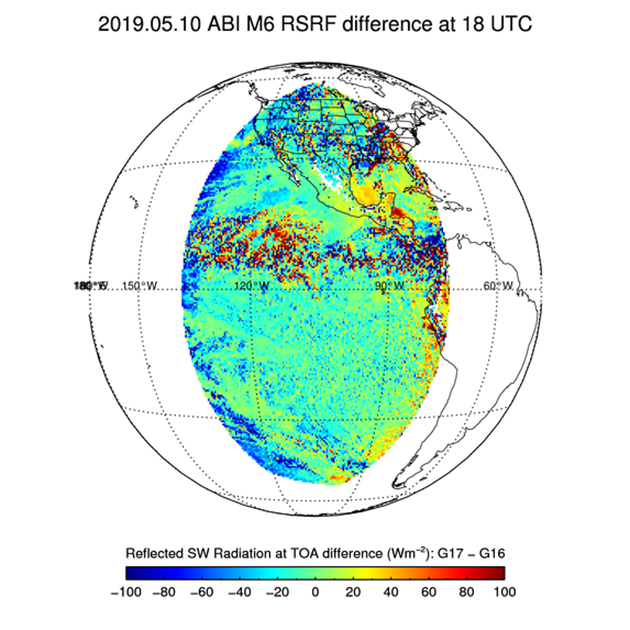 2019.05.10 ABI M6 RSRF difference at 18 UTC
150°W 120°W 90°W 60°W
Reflected SW Radiation at TOA difference (Wm⁻²): G17 − G16
−100 −80 −60 −40 −20 0 20 40 60 80 100